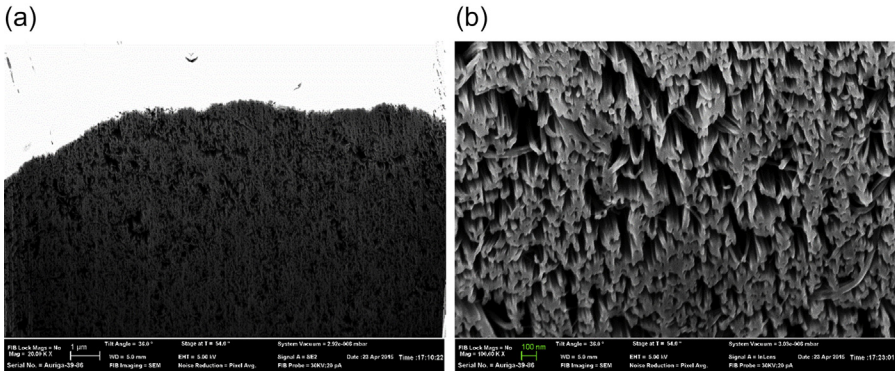 (a)
(b)
FIB Lock Mags = No
Mag = 20.00 K X
1 µm
Tilt Angle = 36.0 °
Stage at T = 54.0 °
System Vacuum = 2.92e-006 mbar
WD = 5.0 mm
EHT = 5.00 kV
Signal A = SE2
Date :23 Apr 2015
Time :17:10:22
Serial No. = Auriga-39-86
FIB Imaging = SEM
Noise Reduction = Pixel Avg.
FIB Probe = 30KV:20 pA
FIB Lock Mags = No
Mag = 100.00 K X
100 nm
Tilt Angle = 36.0 °
Stage at T = 54.0 °
System Vacuum = 3.03e-006 mbar
WD = 5.0 mm
EHT = 5.00 kV
Signal A = InLens
Date :23 Apr 2015
Time :17:23:01
Serial No. = Auriga-39-86
FIB Imaging = SEM
Noise Reduction = Pixel Avg.
FIB Probe = 30KV:20 pA